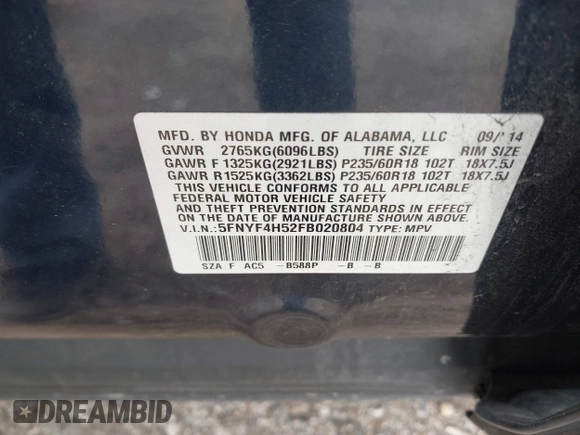 MFD. BY HONDA MFG. OF ALABAMA, LLC 09/'14
GVWR 2765KG(6096LBS) TIRE SIZE RIM SIZE
GAWR F 1325KG(2921LBS) P235/60R18 102T 18X7.5J
GAWR R 1525KG(3362LBS) P235/60R18 102T 18X7.5J
THIS VEHICLE CONFORMS TO ALL APPLICABLE
FEDERAL MOTOR VEHICLE SAFETY
AND THEFT PREVENTION STANDARDS IN EFFECT
ON THE DATE OF MANUFACTURE SHOWN ABOVE.
V.I.N.:5FNYF4H52FB020804 TYPE: MPV
SZA F AC5 -B588P -B -B
DREAMBID